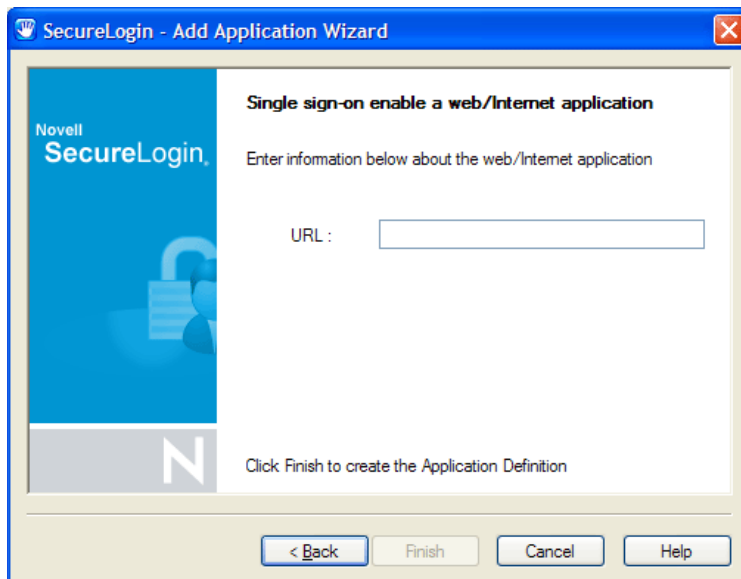 SecureLogin - Add Application Wizard
Single sign-on enable a web/Internet application
Novell
SecureLogin®
Enter information below about the web/Internet application
URL :
N
Click Finish to create the Application Definition
< Back
Finish
Cancel
Help